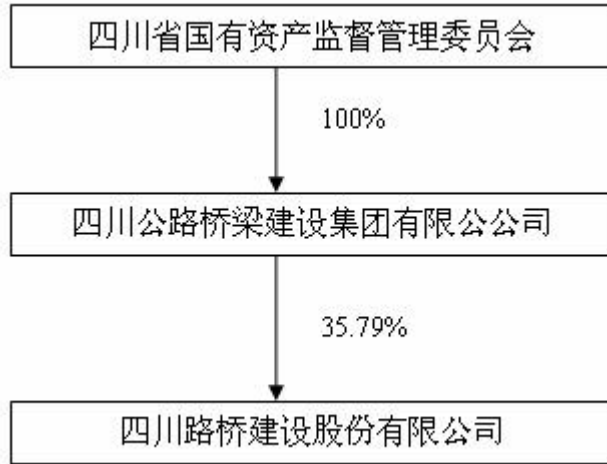 四川省国有资产监督管理委员会
100%
四川公路桥梁建设集团有限公公司
35.79%
四川路桥建设股份有限公司